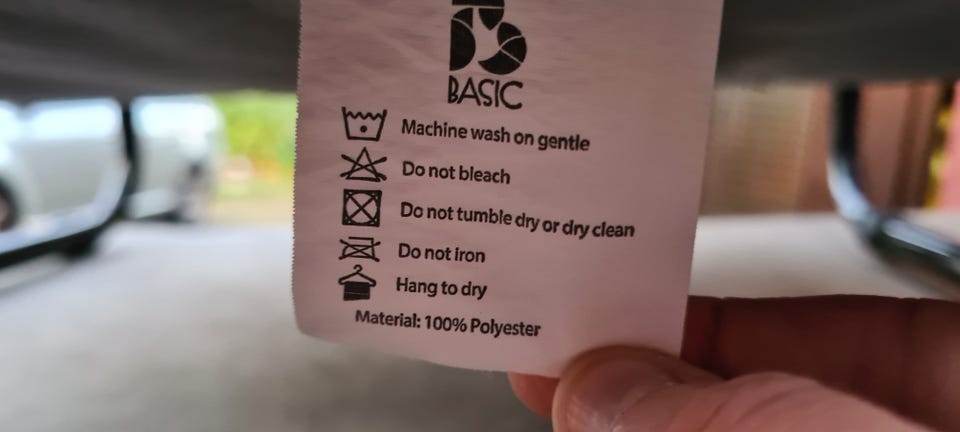 BASIC
Machine wash on gentle
Do not bleach
Do not tumble dry or dry clean
Do not iron
Hang to dry
Material: 100% Polyester